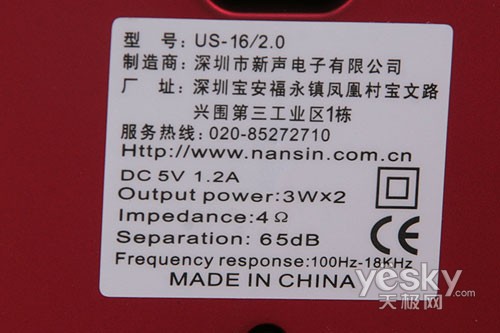 型 号: US-16/2.0
制造商: 深圳市新声电子有限公司
厂 址: 深圳宝安福永镇凤凰村宝文路
兴围第三工业区1栋
服务热线: 020-85272710
Http://www.nansin.com.cn
DC 5V 1.2A
Output power:3W×2
Impedance:4Ω
Separation: 65dB
CE
Frequency response:100Hz-18KHz
MADE IN CHINA
yesky
天极网.com